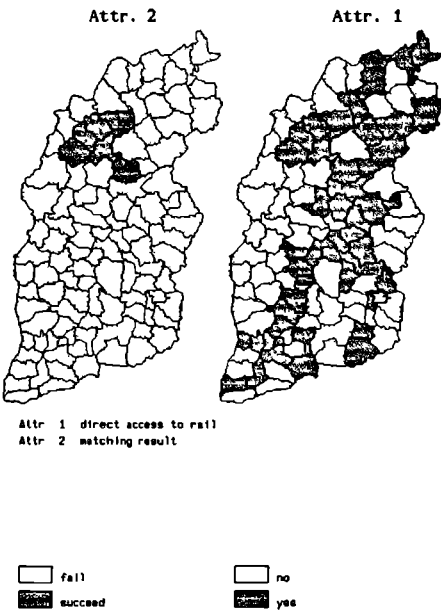 Attr. 2
Attr. 1
Attr 1 direct access to rail
Attr 2 matching result
fail
succeed
no
yes